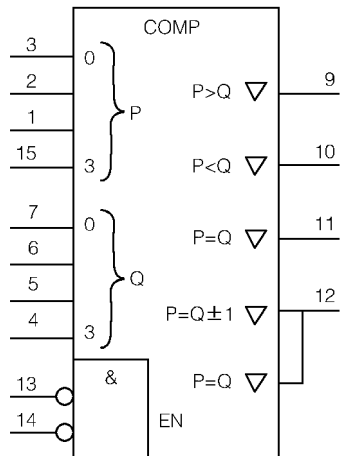 COMP
3 0 P>Q ▽ 9
2 P
1 P<Q ▽ 10
15 3
7 0 P=Q ▽ 11
6
5 Q P=Q±1 ▽ 12
4 3
& P=Q ▽
13
14 EN